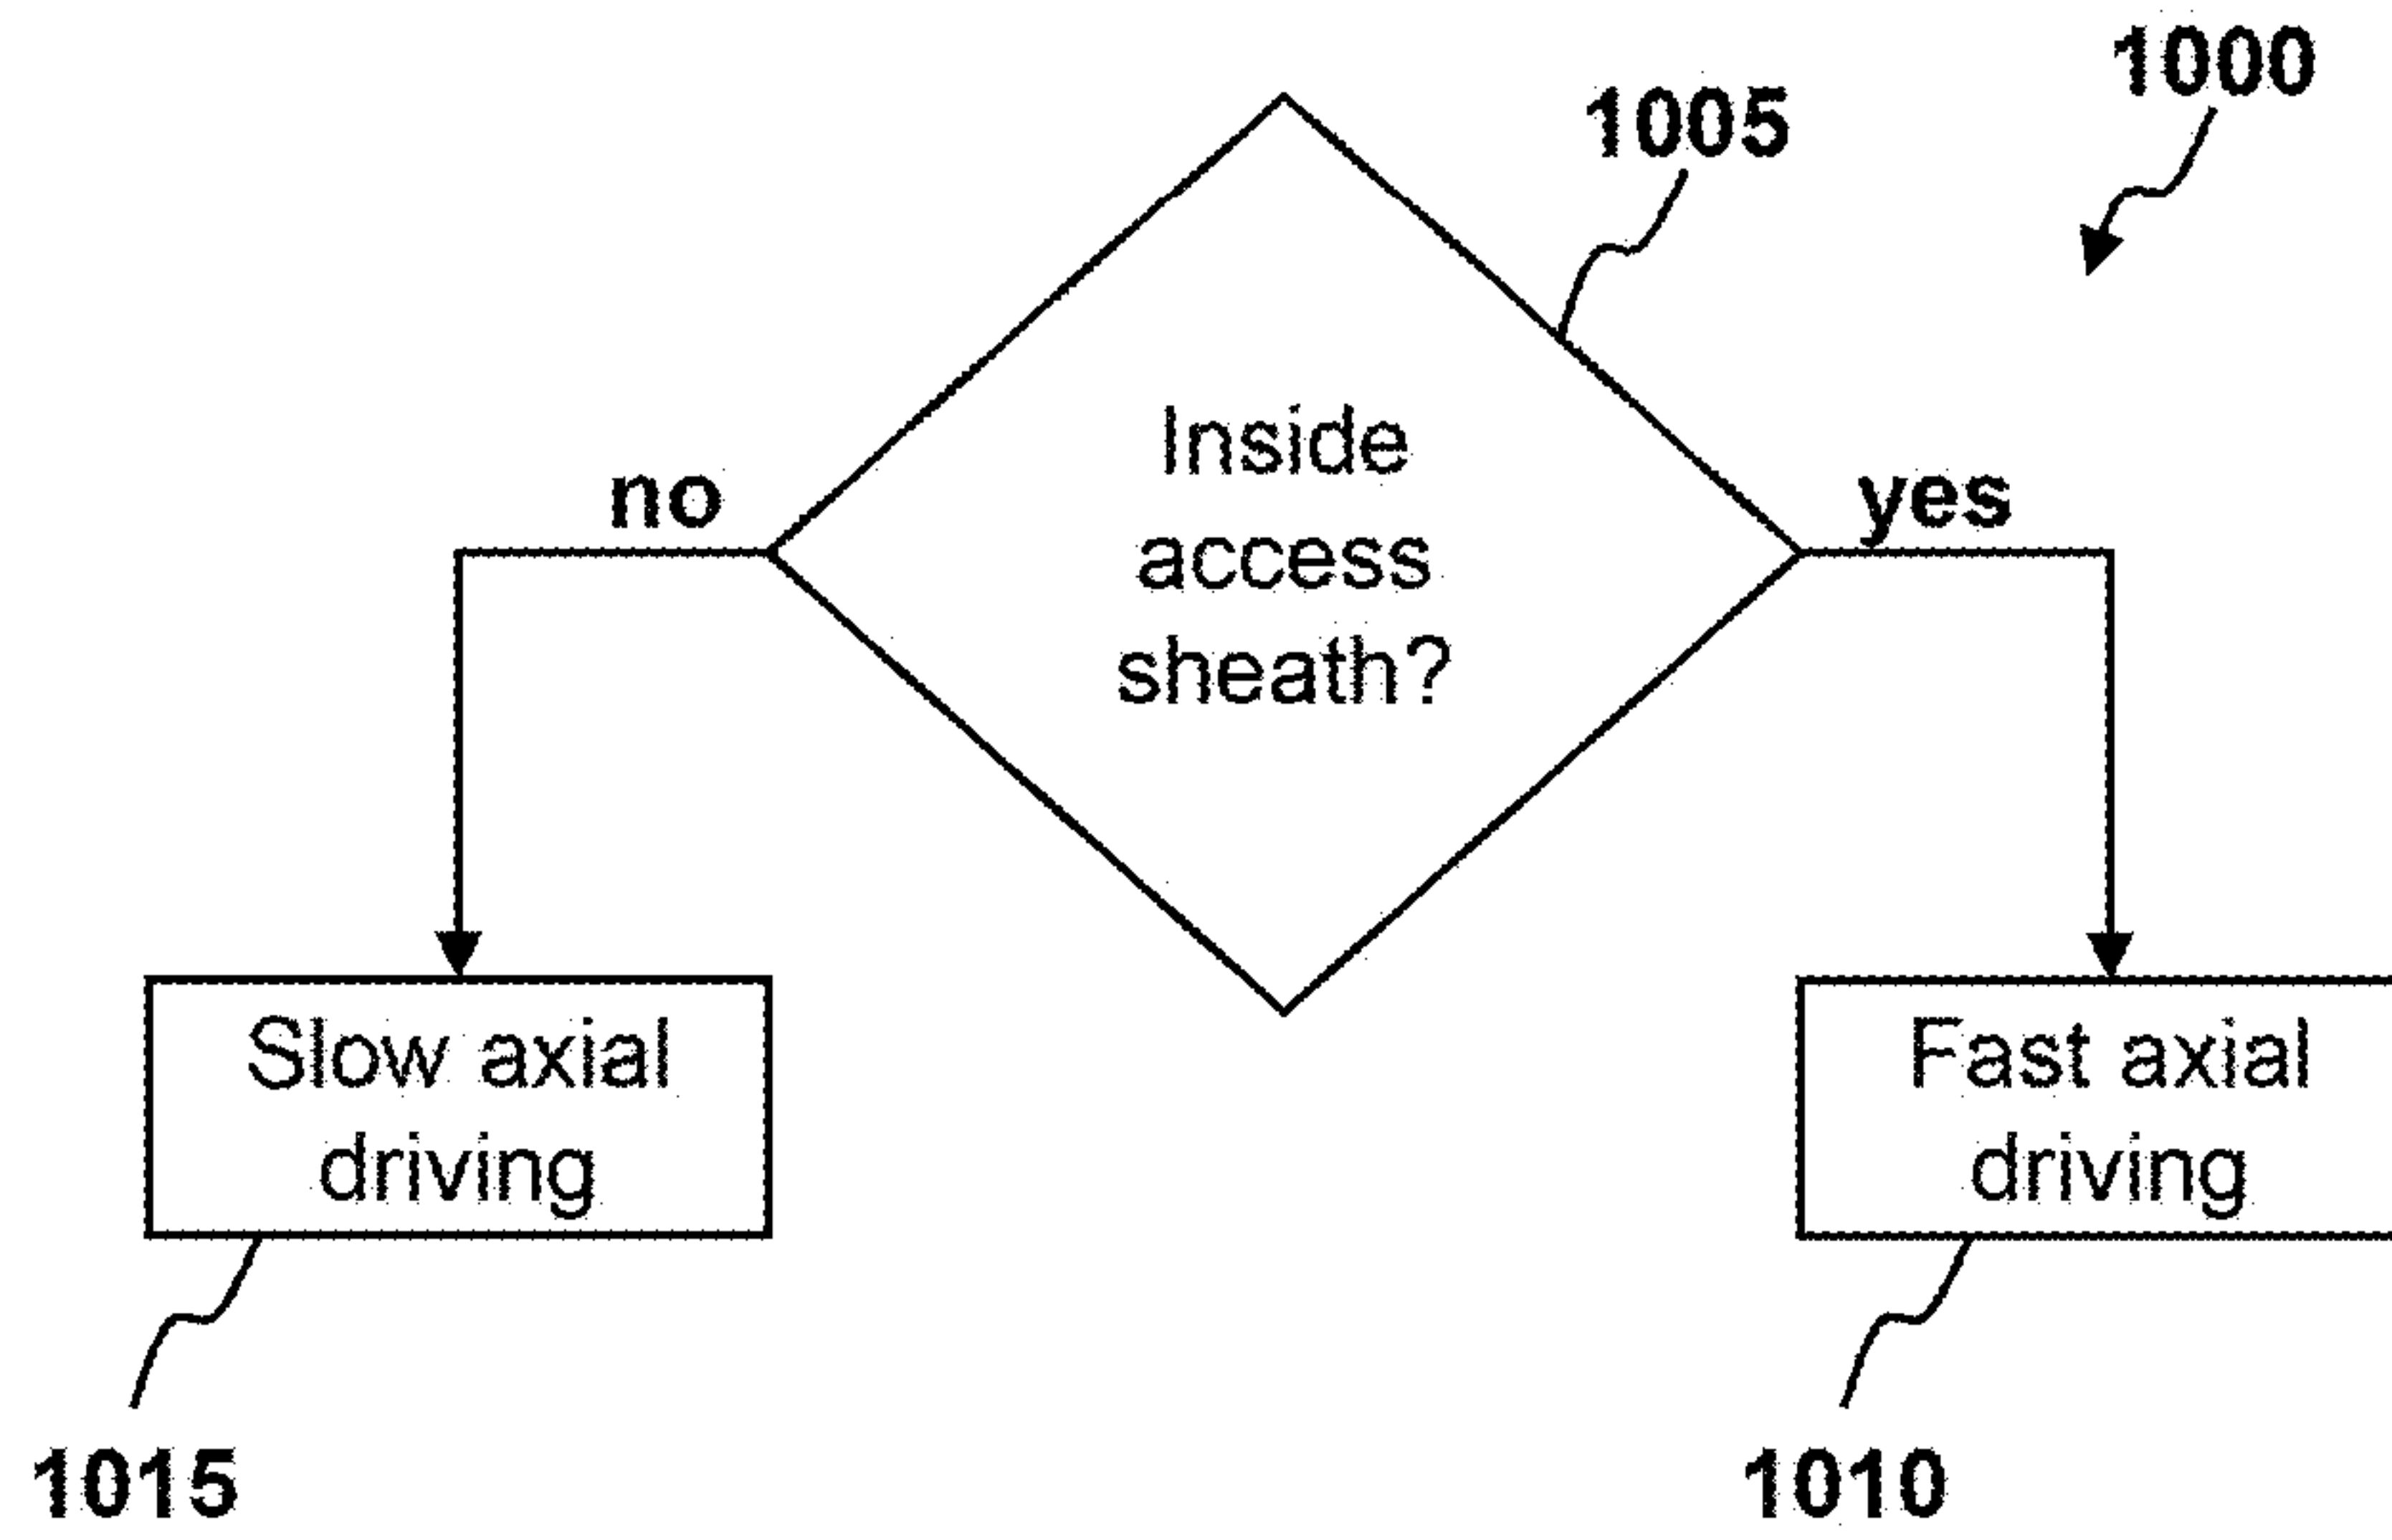 1000
1005
Inside
access
sheath?
no
yes
Slow axial
driving
Fast axial
driving
1015
1010